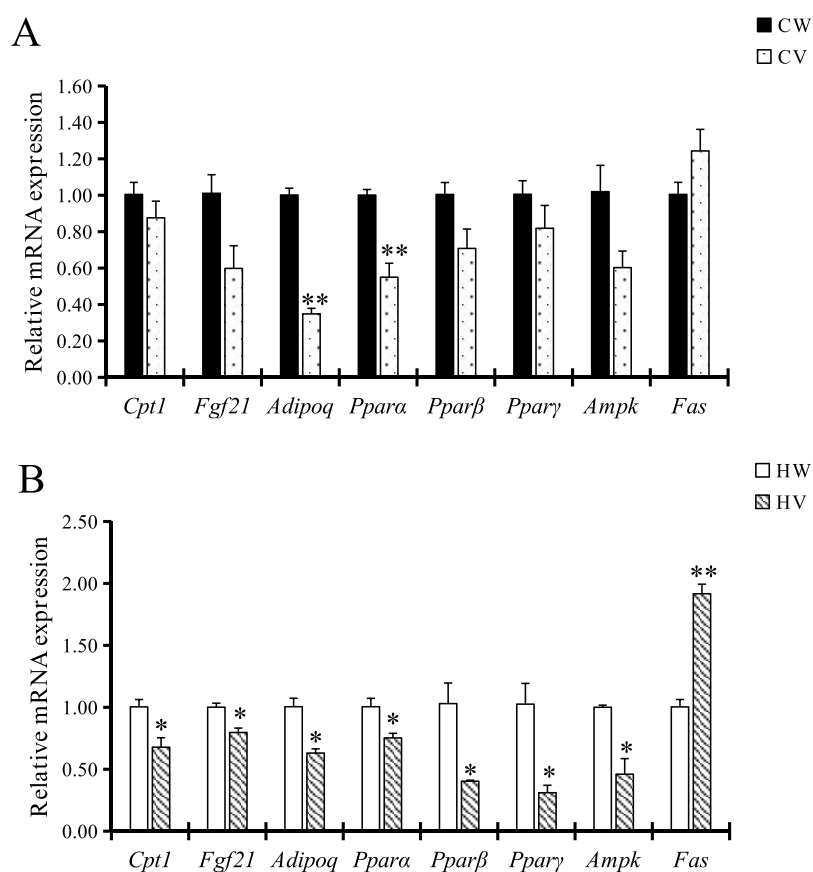 A
CW
CV
Relative mRNA expression
1.60
1.40
1.20
1.00
0.80
0.60
0.40
0.20
0.00
**
**
Cpt1 Fgf21 Adipoq Pparα Pparβ Pparγ Ampk Fas
B
HW
HV
Relative mRNA expression
2.50
2.00
1.50
1.00
0.50
0.00
* * * * * * * **
Cpt1 Fgf21 Adipoq Pparα Pparβ Pparγ Ampk Fas